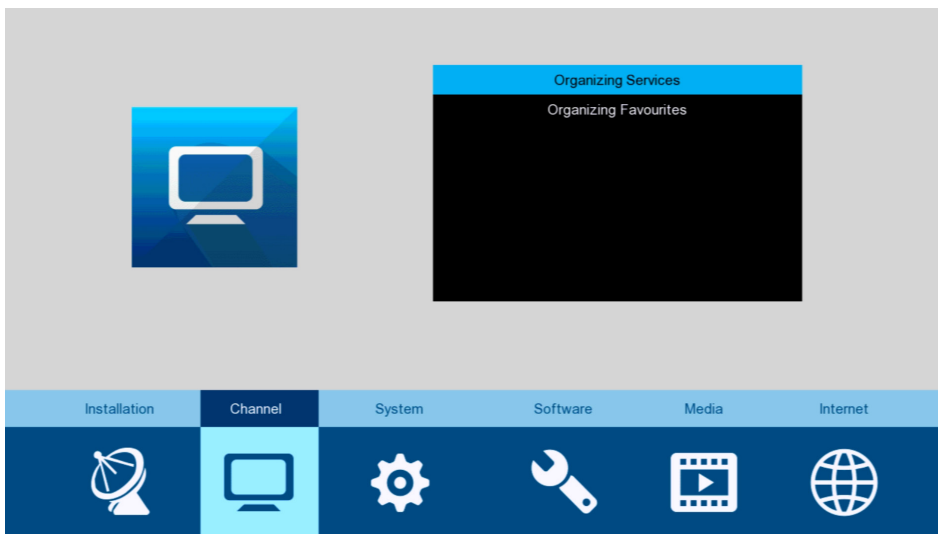 Organizing Services
Organizing Favourites
Installation Channel System Software Media Internet